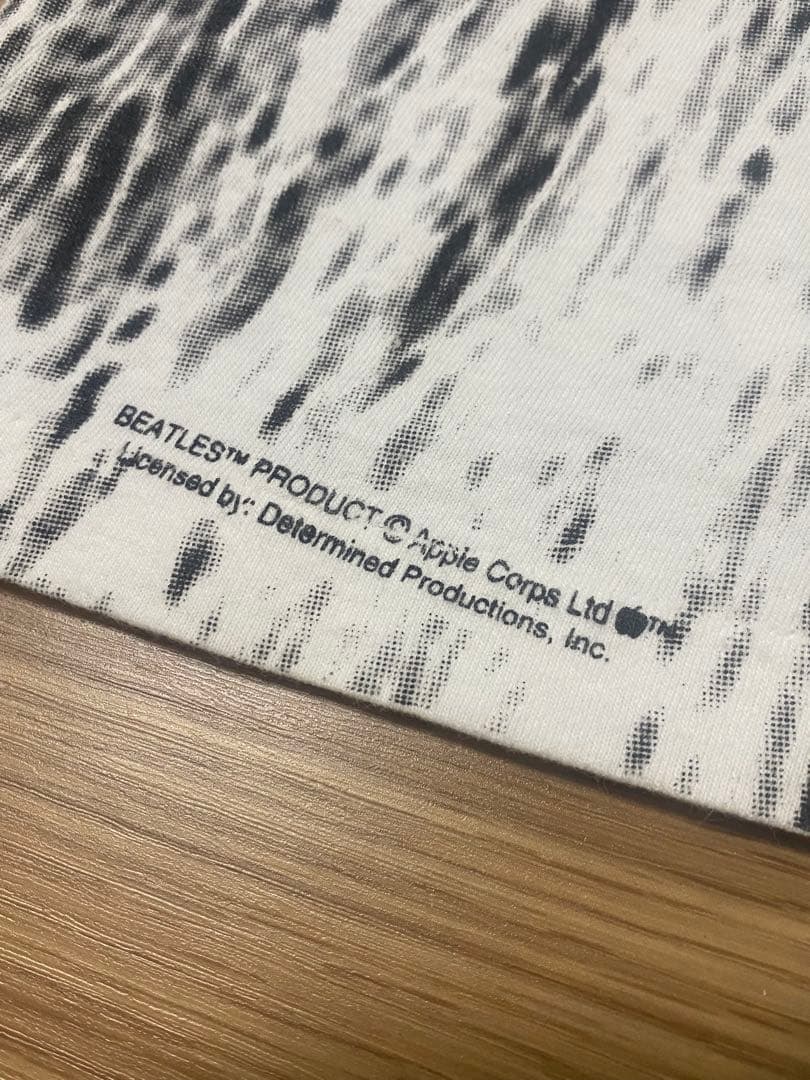 BEATLES™ PRODUCT © Apple Corps Ltd ™
Licensed by: Determined Productions, Inc.